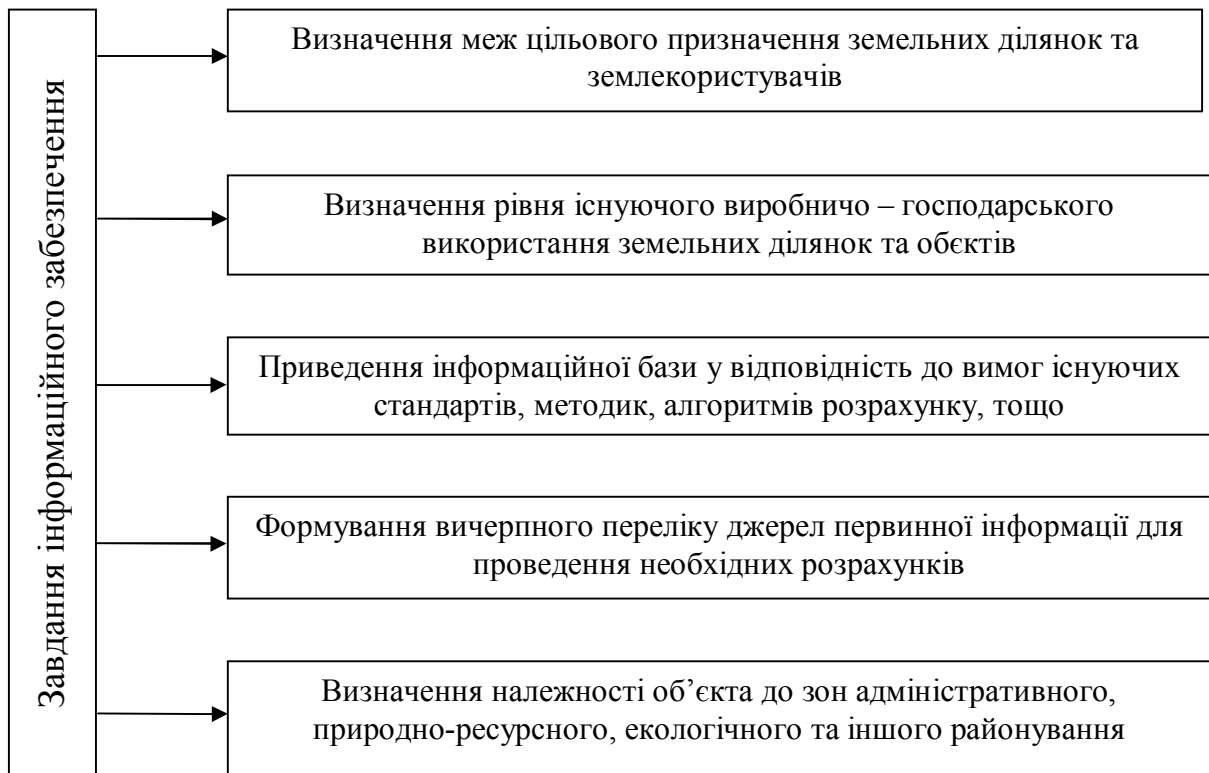 Завдання інформаційного забезпечення
Визначення меж цільового призначення земельних ділянок та
землекористувачів
Визначення рівня існуючого виробничо – господарського
використання земельних ділянок та обєктів
Приведення інформаційної бази у відповідність до вимог існуючих
стандартів, методик, алгоритмів розрахунку, тощо
Формування вичерпного переліку джерел первинної інформації для
проведення необхідних розрахунків
Визначення належності об’єкта до зон адміністративного,
природно-ресурсного, екологічного та іншого районування